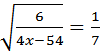 √(6/(4x−54)) = 1/7